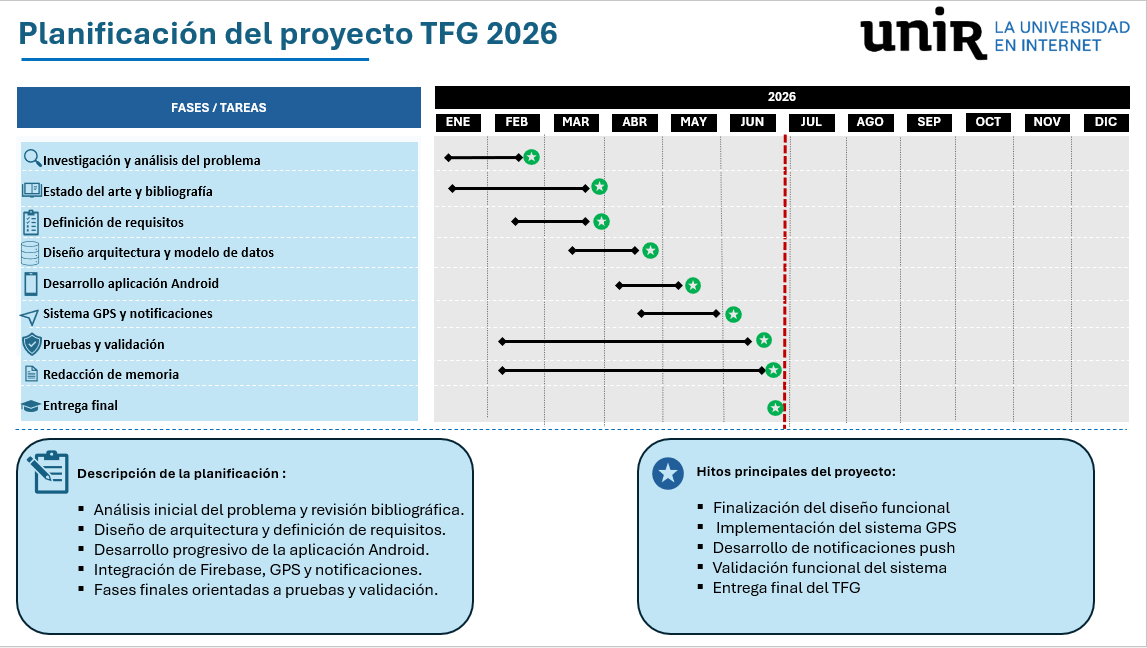 Planificación del proyecto TFG 2026
unir LA UNIVERSIDAD
EN INTERNET
FASES / TAREAS
2026
ENE FEB MAR ABR MAY JUN JUL AGO SEP OCT NOV DIC
Investigación y análisis del problema
Estado del arte y bibliografía
Definición de requisitos
Diseño arquitectura y modelo de datos
Desarrollo aplicación Android
Sistema GPS y notificaciones
Pruebas y validación
Redacción de memoria
Entrega final
Descripción de la planificación :
▪ Análisis inicial del problema y revisión bibliográfica.
▪ Diseño de arquitectura y definición de requisitos.
▪ Desarrollo progresivo de la aplicación Android.
▪ Integración de Firebase, GPS y notificaciones.
▪ Fases finales orientadas a pruebas y validación.
Hitos principales del proyecto:
▪ Finalización del diseño funcional
▪ Implementación del sistema GPS
▪ Desarrollo de notificaciones push
▪ Validación funcional del sistema
▪ Entrega final del TFG